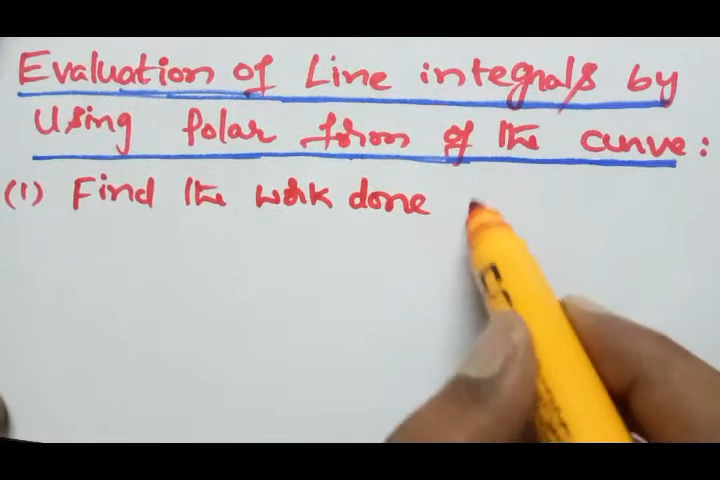 Evaluation of Line integrals by
Using Polar form of the curve:
(1) Find the work done